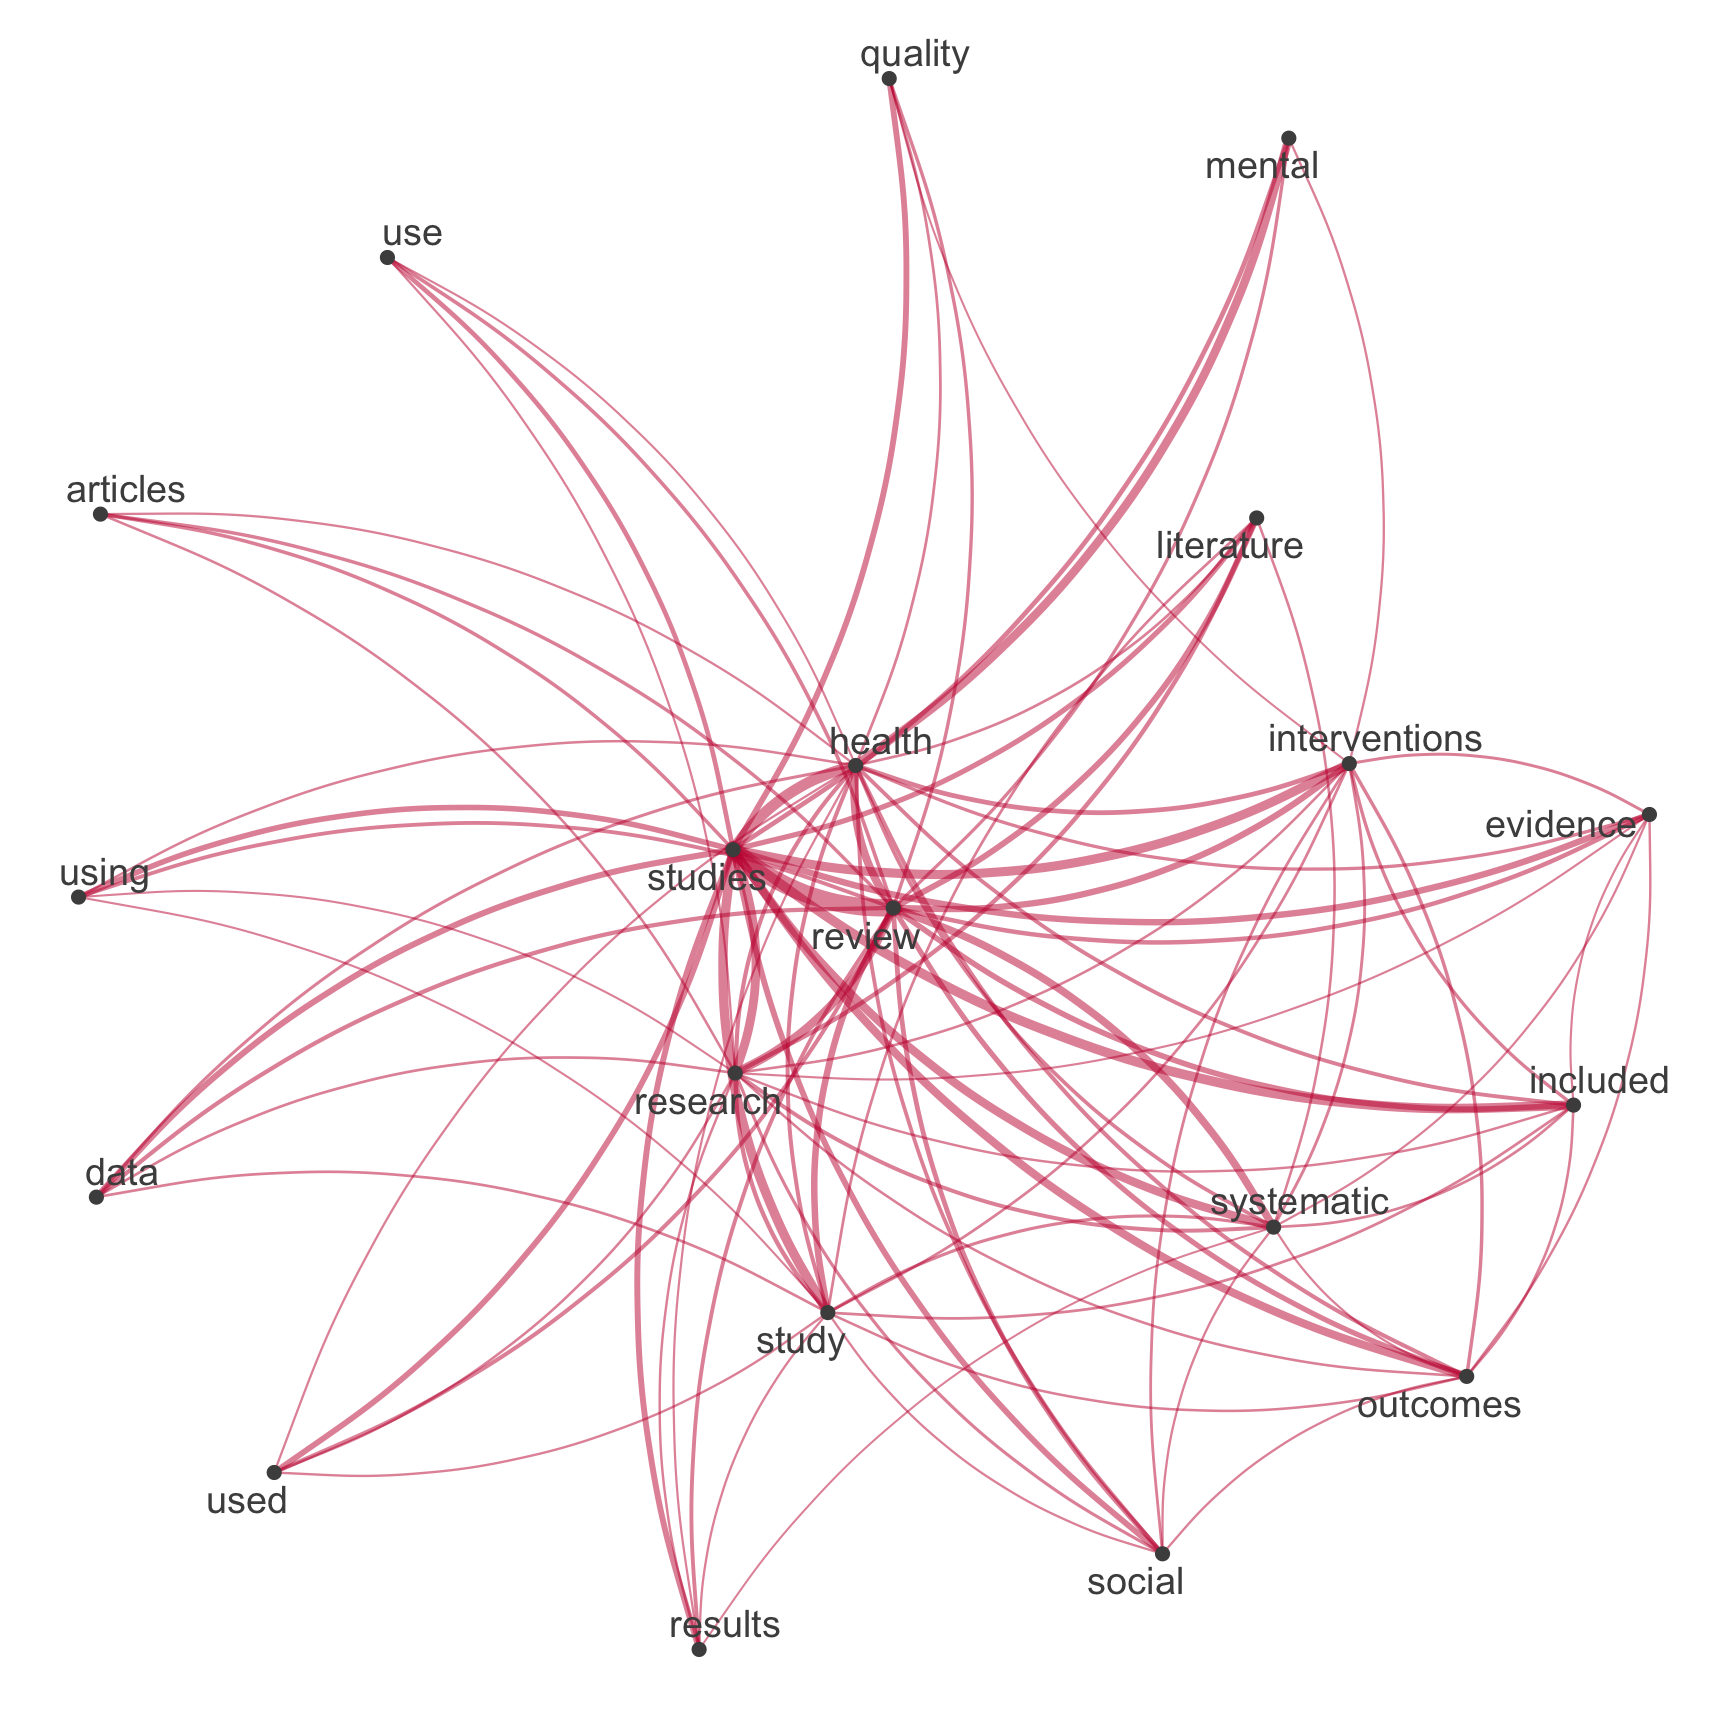 quality
mental
use
articles
literature
health
interventions
evidence
studies
using
review
research
included
data
systematic
study
outcomes
used
social
results